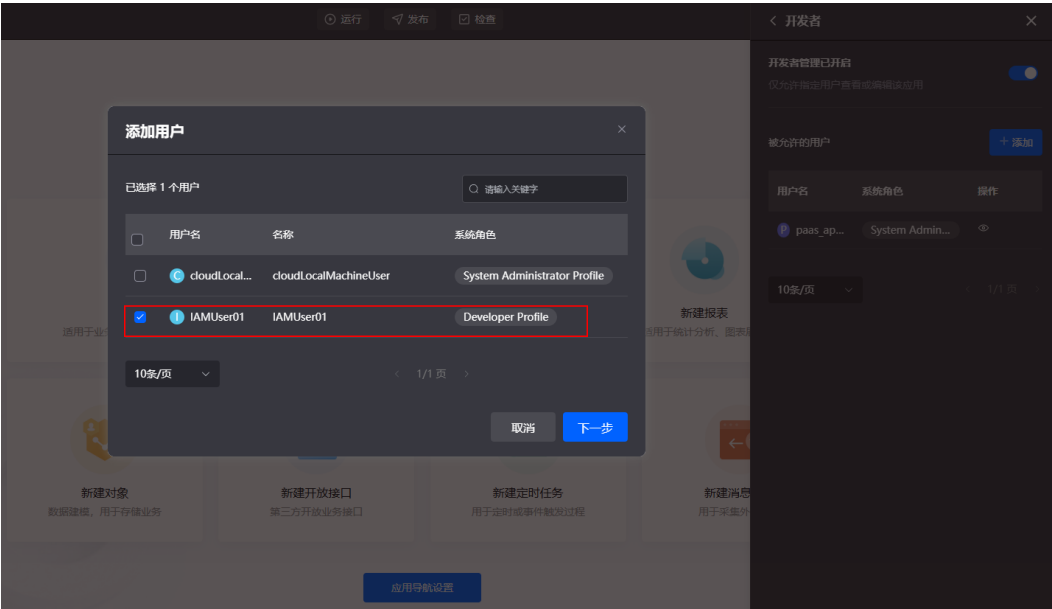 运行 发布 检查
开发者
开发者管理已开启
仅允许指定用户查看或编辑该应用
被允许的用户
+ 添加
用户名 系统角色 操作
P paas_ap... System Admin...
10条/页 1/1 页
添加用户
已选择 1 个用户
请输入关键字
用户名 名称 系统角色
C cloudLocal... cloudLocalMachineUser System Administrator Profile
I IAMUser01 IAMUser01 Developer Profile
10条/页 1/1 页
取消 下一步
新建报表
适用于业
用于统计分析、图表
新建对象 新建开放接口 新建定时任务 新建消息
数据建模，用于存储业务 第三方开放业务接口 用于定时或事件触发过程 用于采集外
应用导航设置